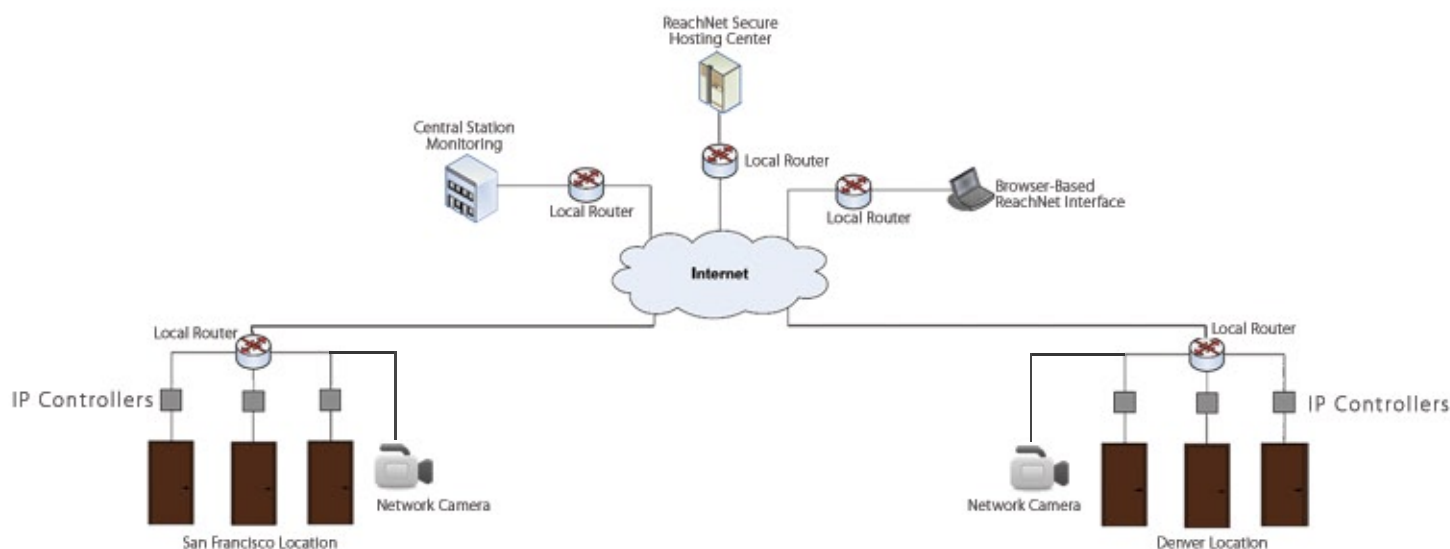 ReachNet Secure
Hosting Center
Central Station
Monitoring
Local Router
Local Router
Browser-Based
ReachNet Interface
Local Router
Internet
Local Router
Local Router
IP Controllers
IP Controllers
Network Camera
Network Camera
San Francisco Location
Denver Location